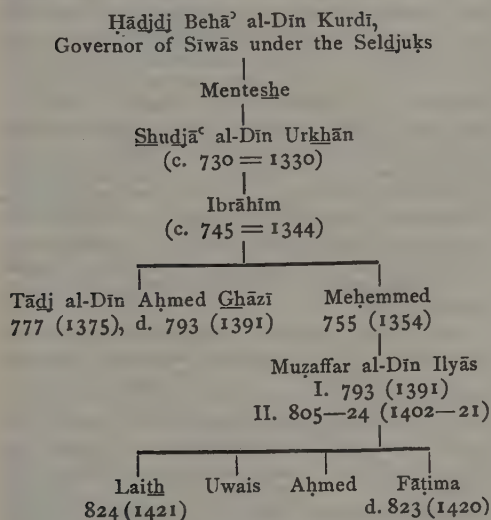 Ḥādjdj Behāʾ al-Dīn Kurdī,
Governor of Sīwās under the Seldjuḳs
Menteshe
Shudjāʿ al-Dīn Urkhān
(c. 730 = 1330)
Ibrāhīm
(c. 745 = 1344)
Tādj al-Dīn Aḥmed Ghāzī Meḥemmed
777 (1375), d. 793 (1391) 755 (1354)
Muẓaffar al-Dīn Ilyās
I. 793 (1391)
II. 805—24 (1402—21)
Laith Uwais Aḥmed Fāṭima
824 (1421) d. 823 (1420)